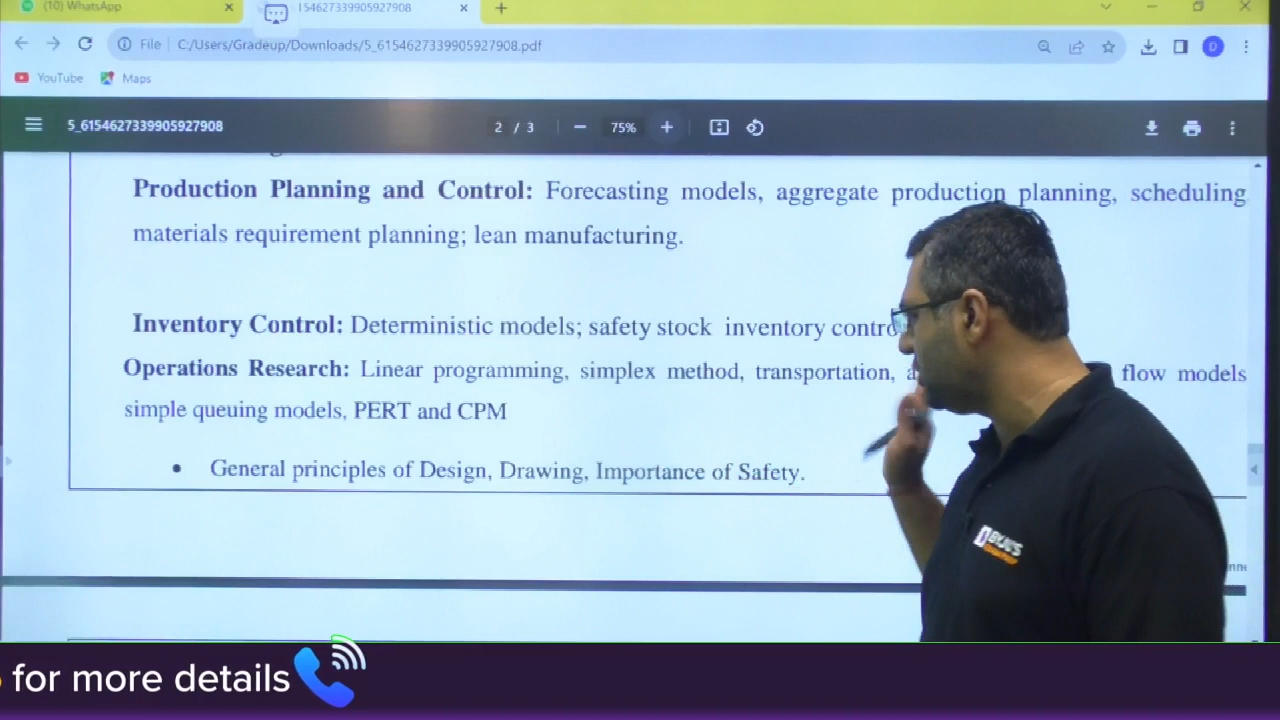 (10) WhatsApp
154627339905927908
File C:/Users/Gradeup/Downloads/5_6154627339905927908.pdf
D
YouTube
Maps
5_6154627339905927908
2 / 3
75%
Production Planning and Control: Forecasting models, aggregate production planning, scheduling
materials requirement planning; lean manufacturing.
Inventory Control: Deterministic models; safety stock inventory
Operations Research: Linear programming, simplex method, transportation, flow models
simple queuing models, PERT and CPM
• General principles of Design, Drawing, Importance of Safety.
BYJU'S
for more details